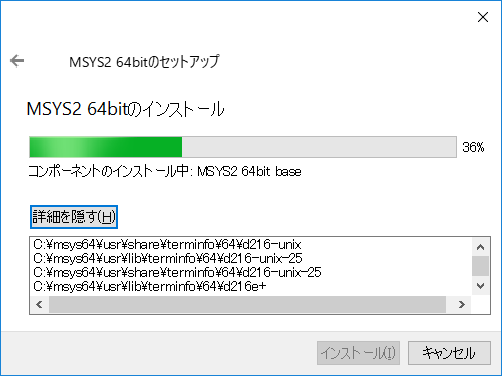 MSYS2 64bitのセットアップ
MSYS2 64bitのインストール
36%
コンポーネントのインストール中: MSYS2 64bit base
詳細を隠す(H)
C:¥msys64¥usr¥share¥terminfo¥64¥d216-unix
C:¥msys64¥usr¥lib¥terminfo¥64¥d216-unix-25
C:¥msys64¥usr¥share¥terminfo¥64¥d216-unix-25
C:¥msys64¥usr¥lib¥terminfo¥64¥d216e+
インストール(I)
キャンセル